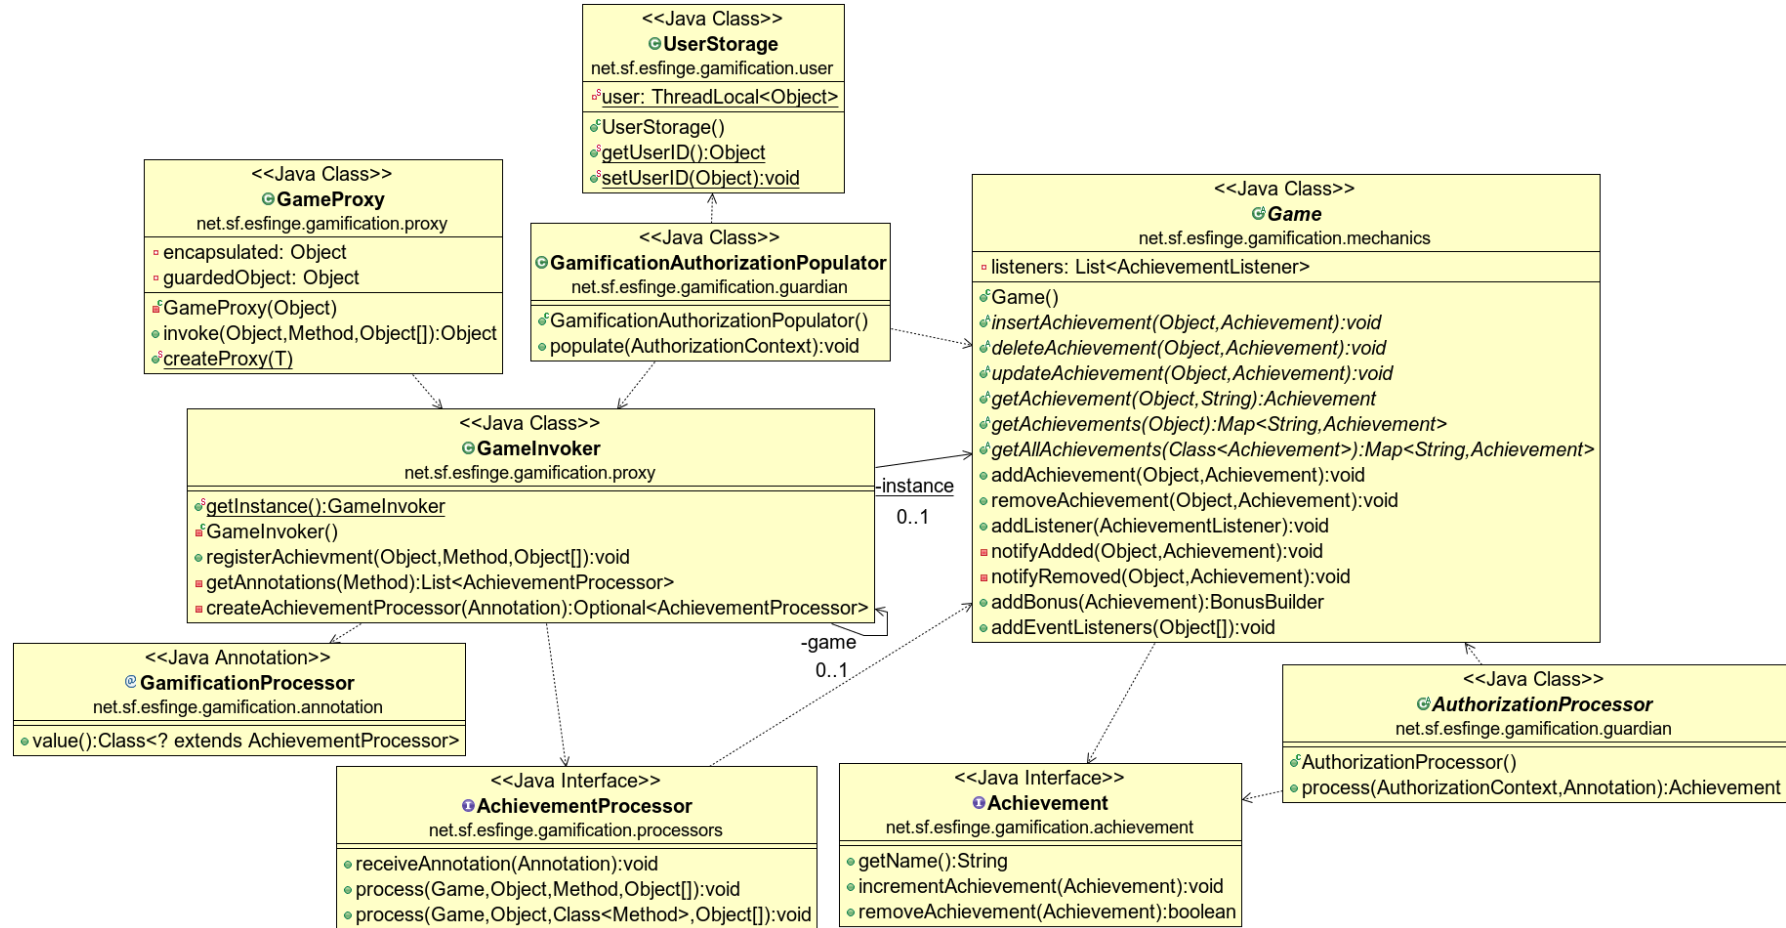 <<Java Class>>
UserStorage
net.sf.esfinge.gamification.user
user: ThreadLocal<Object>
UserStorage()
getUserID():Object
setUserID(Object):void
<<Java Class>>
GameProxy
net.sf.esfinge.gamification.proxy
encapsulated: Object
guardedObject: Object
GameProxy(Object)
invoke(Object,Method,Object[]):Object
createProxy(T)
<<Java Class>>
GamificationAuthorizationPopulator
net.sf.esfinge.gamification.guardian
GamificationAuthorizationPopulator()
populate(AuthorizationContext):void
<<Java Class>>
Game
net.sf.esfinge.gamification.mechanics
listeners: List<AchievementListener>
Game()
insertAchievement(Object,Achievement):void
deleteAchievement(Object,Achievement):void
updateAchievement(Object,Achievement):void
getAchievement(Object,String):Achievement
getAchievements(Object):Map<String,Achievement>
getAllAchievements(Class<Achievement>):Map<String,Achievement>
addAchievement(Object,Achievement):void
removeAchievement(Object,Achievement):void
addListener(AchievementListener):void
notifyAdded(Object,Achievement):void
notifyRemoved(Object,Achievement):void
addBonus(Achievement):BonusBuilder
addEventListeners(Object[]):void
<<Java Class>>
GameInvoker
net.sf.esfinge.gamification.proxy
getInstance():GameInvoker
GameInvoker()
registerAchievment(Object,Method,Object[]):void
getAnnotations(Method):List<AchievementProcessor>
createAchievementProcessor(Annotation):Optional<AchievementProcessor>
-instance
0..1
-game
0..1
<<Java Annotation>>
GamificationProcessor
net.sf.esfinge.gamification.annotation
value():Class<? extends AchievementProcessor>
<<Java Interface>>
AchievementProcessor
net.sf.esfinge.gamification.processors
receiveAnnotation(Annotation):void
process(Game,Object,Method,Object[]):void
process(Game,Object,Class<Method>,Object[]):void
<<Java Interface>>
Achievement
net.sf.esfinge.gamification.achievement
getName():String
incrementAchievement(Achievement):void
removeAchievement(Achievement):boolean
<<Java Class>>
AuthorizationProcessor
net.sf.esfinge.gamification.guardian
AuthorizationProcessor()
process(AuthorizationContext,Annotation):Achievement